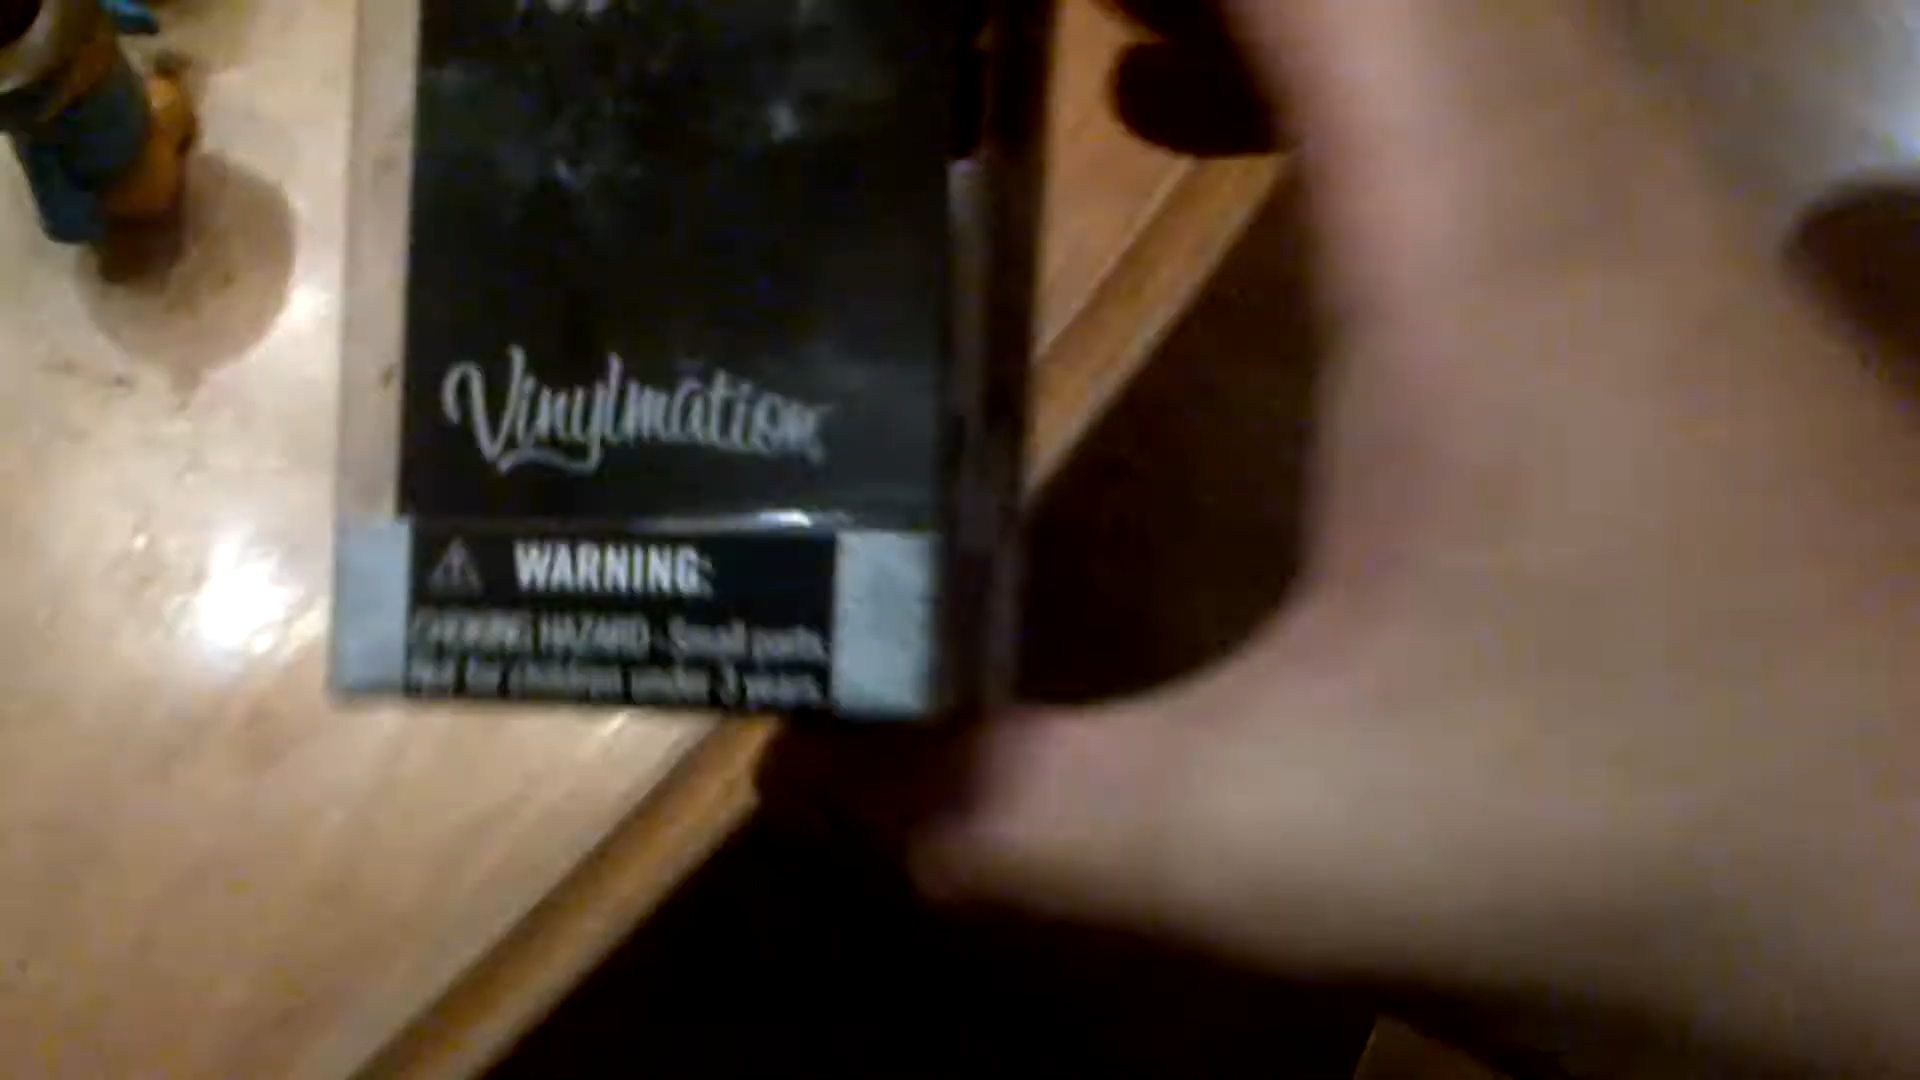 Vinylmation
WARNING:
CHOKING HAZARD - Small parts.
Not for children under 3 years.